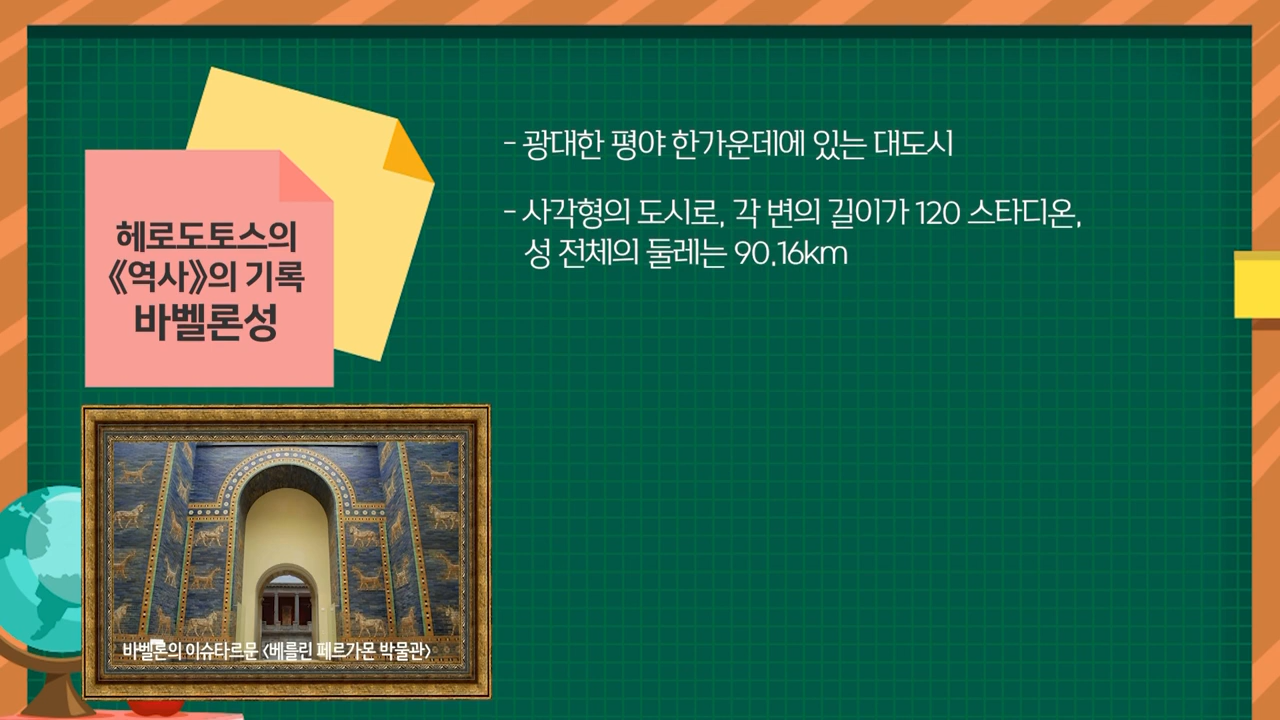 헤로도토스의
《역사》의 기록
바벨론성
- 광대한 평야 한가운데에 있는 대도시
- 사각형의 도시로, 각 변의 길이가 120 스타디온,
성 전체의 둘레는 90.16km
바벨론의 이슈타르문 <베를린 페르가몬 박물관>